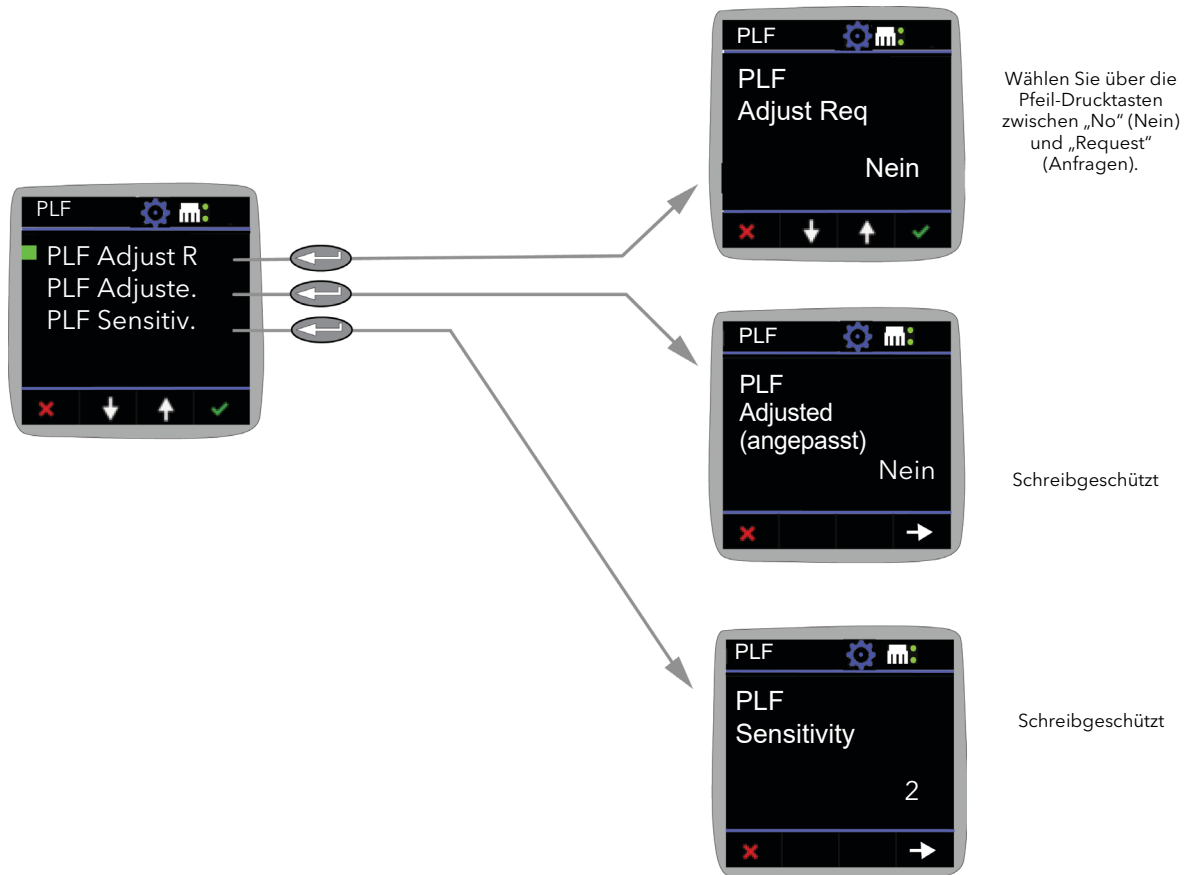 PLF
PLF Adjust R
PLF Adjuste.
PLF Sensitiv.
PLF
PLF
Adjust Req
Nein
Wählen Sie über die
Pfeil-Drucktasten
zwischen „No“ (Nein)
und „Request“
(Anfragen).
PLF
PLF
Adjusted
(angepasst)
Nein
Schreibgeschützt
PLF
PLF
Sensitivity
2
Schreibgeschützt